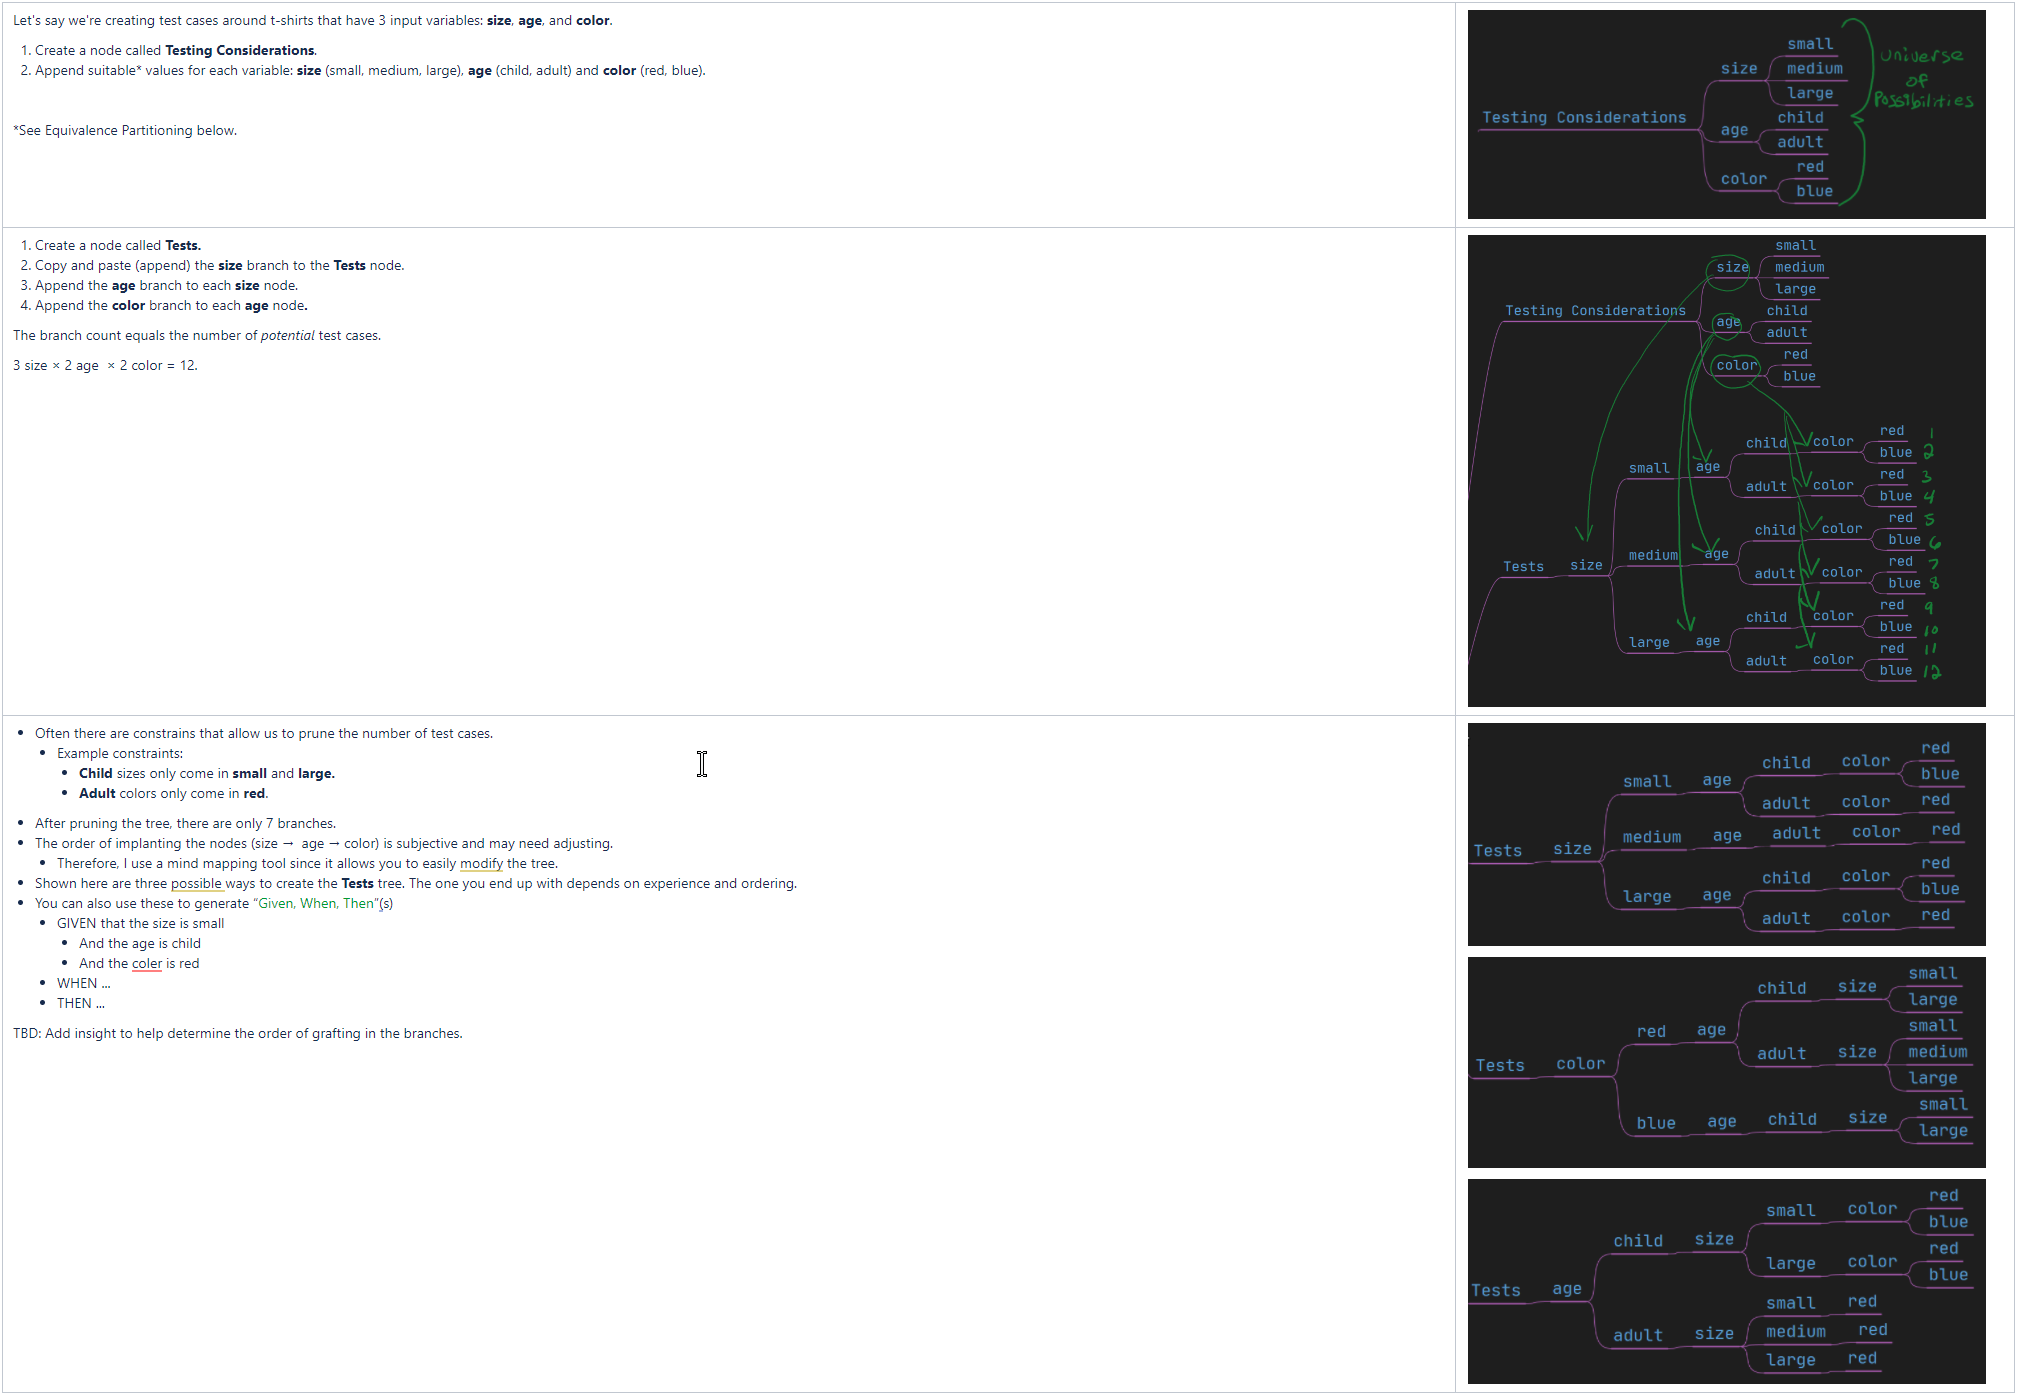 Let's say we're creating test cases around t-shirts that have 3 input variables: size, age, and color.
1. Create a node called Testing Considerations.
2. Append suitable* values for each variable: size (small, medium, large), age (child, adult) and color (red, blue).
*See Equivalence Partitioning below.
small
size
medium
large
Testing Considerations
child
age
adult
red
color
blue
Universe
of
Possibilities
1. Create a node called Tests.
2. Copy and paste (append) the size branch to the Tests node.
3. Append the age branch to each size node.
4. Append the color branch to each age node.
The branch count equals the number of potential test cases.
3 size × 2 age × 2 color = 12.
small
size
medium
large
Testing Considerations
child
age
adult
red
color
blue
red 1
child color
blue 2
small age
red 3
adult color
blue 4
red 5
child color
blue 6
medium age
Tests size
red 7
adult color
blue 8
red 9
child color
blue 10
large age
red 11
adult color
blue 12
• Often there are constrains that allow us to prune the number of test cases.
• Example constraints:
• Child sizes only come in small and large.
• Adult colors only come in red.
• After pruning the tree, there are only 7 branches.
• The order of implanting the nodes (size → age → color) is subjective and may need adjusting.
• Therefore, I use a mind mapping tool since it allows you to easily modify the tree.
• Shown here are three possible ways to create the Tests tree. The one you end up with depends on experience and ordering.
• You can also use these to generate “Given, When, Then”(s)
• GIVEN that the size is small
• And the age is child
• And the coler is red
• WHEN ...
• THEN ...
TBD: Add insight to help determine the order of grafting in the branches.
red
child color
blue
small age
adult color red
medium age adult color red
Tests size
red
child color
blue
large age
adult color red
small
child size
large
red age
small
adult size medium
large
Tests color
small
blue age child size
large
red
small color
blue
child size
red
large color
blue
Tests age
small red
adult size medium red
large red